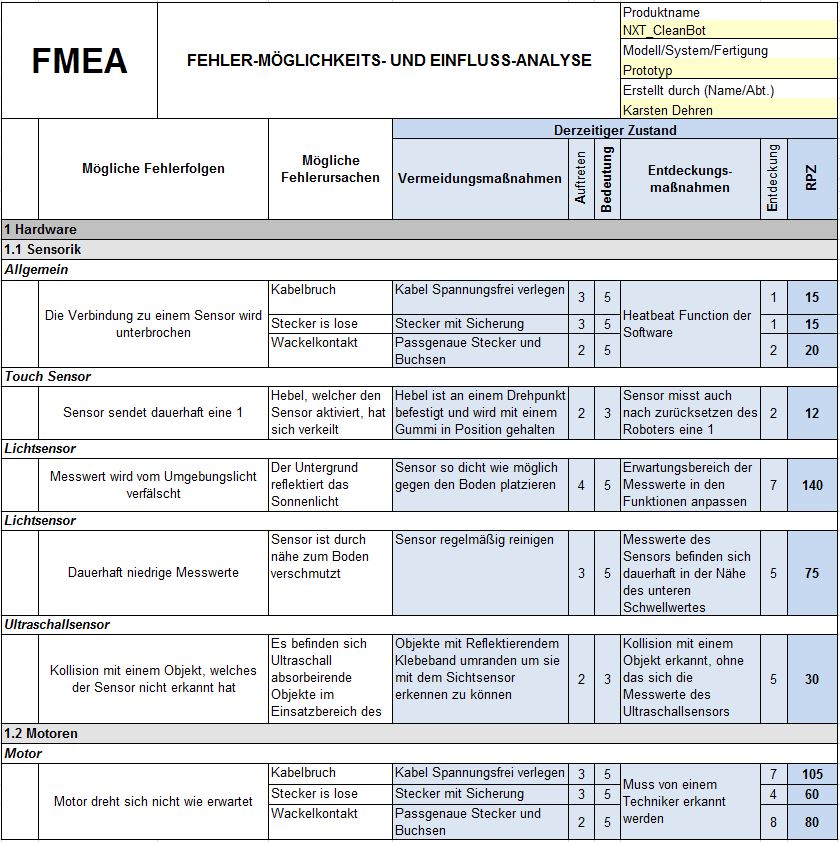 FMEA
FEHLER-MÖGLICHKEITS- UND EINFLUSS-ANALYSE
Produktname
NXT_CleanBot
Modell/System/Fertigung
Prototyp
Erstellt durch (Name/Abt.)
Karsten Dehren
Derzeitiger Zustand
Mögliche Fehlerfolgen
Mögliche
Fehlerursachen
Vermeidungsmaßnahmen
Auftreten
Bedeutung
Entdeckungs-
maßnahmen
Entdeckung
RPZ
1 Hardware
1.1 Sensorik
Allgemein
Die Verbindung zu einem Sensor wird
unterbrochen
Kabelbruch
Kabel Spannungsfrei verlegen
3
5
Heatbeat Function der
Software
1
15
Stecker is lose
Stecker mit Sicherung
3
5
1
15
Wackelkontakt
Passgenaue Stecker und
Buchsen
2
5
2
20
Touch Sensor
Sensor sendet dauerhaft eine 1
Hebel, welcher den
Sensor aktiviert, hat
sich verkeilt
Hebel ist an einem Drehpunkt
befestigt und wird mit einem
Gummi in Position gehalten
2
3
Sensor misst auch
nach zurücksetzen des
Roboters eine 1
2
12
Lichtsensor
Messwert wird vom Umgebungslicht
verfälscht
Der Untergrund
reflektiert das
Sonnenlicht
Sensor so dicht wie möglich
gegen den Boden platzieren
4
5
Erwartungsbereich der
Messwerte in den
Funktionen anpassen
7
140
Lichtsensor
Dauerhaft niedrige Messwerte
Sensor ist durch
nähe zum Boden
verschmutzt
Sensor regelmäßig reinigen
3
5
Messwerte des
Sensors befinden sich
dauerhaft in der Nähe
des unteren
Schwellwertes
5
75
Ultraschallsensor
Kollision mit einem Objekt, welches
der Sensor nicht erkannt hat
Es befinden sich
Ultraschall
absorbeirende
Objekte im
Einsatzbereich des
Objekte mit Reflektierendem
Klebeband umranden um sie
mit dem Sichtsensor
erkennen zu können
2
3
Kollision mit einem
Objekt erkannt, ohne
das sich die
Messwerte des
Ultraschallsensors
5
30
1.2 Motoren
Motor
Motor dreht sich nicht wie erwartet
Kabelbruch
Kabel Spannungsfrei verlegen
3
5
Muss von einem
Techniker erkannt
werden
7
105
Stecker is lose
Stecker mit Sicherung
3
5
4
60
Wackelkontakt
Passgenaue Stecker und
Buchsen
2
5
8
80